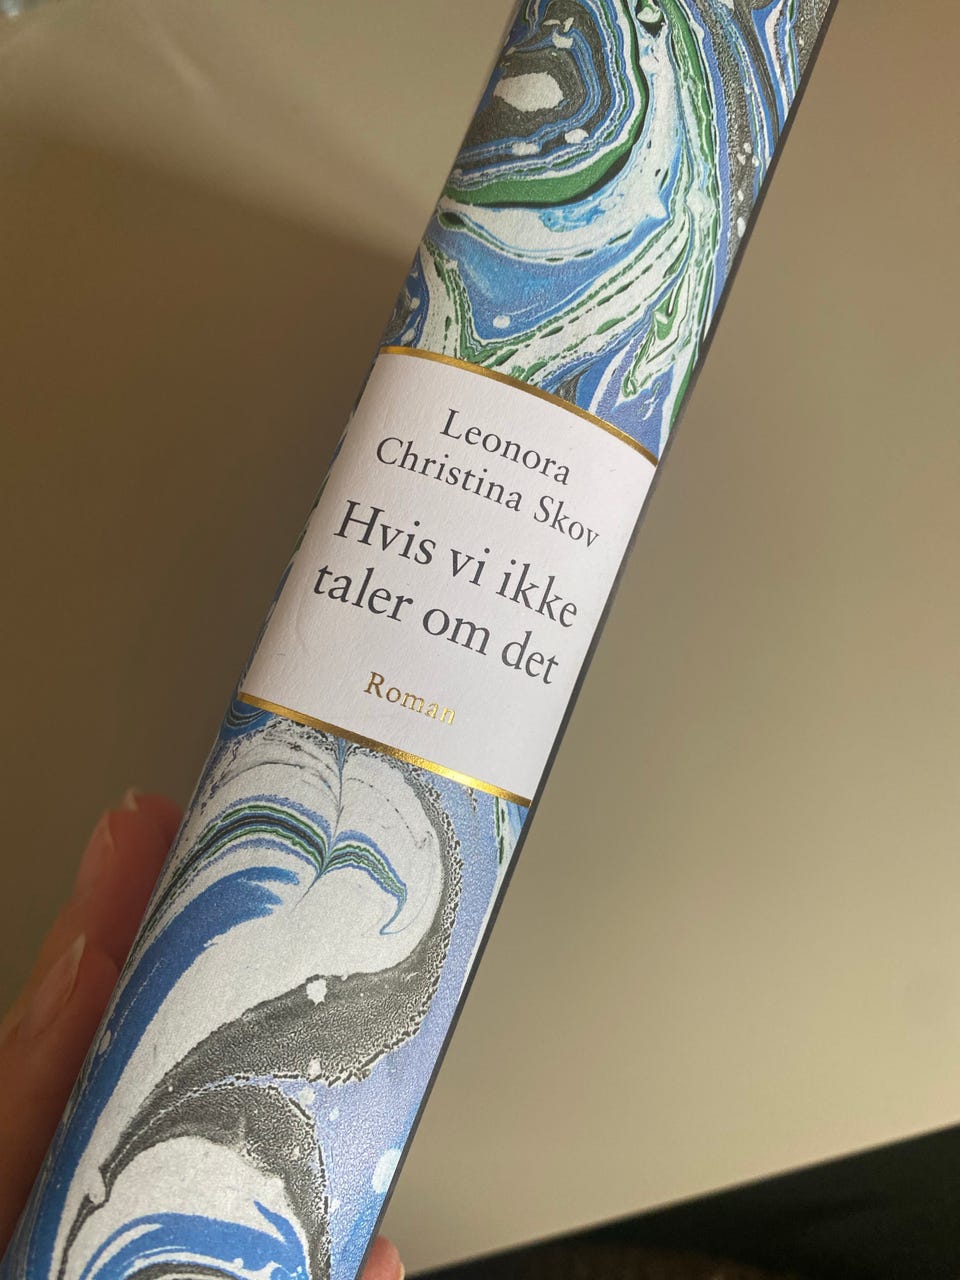 Leonora
Christina Skov
Hvis vi ikke
taler om det
Roman